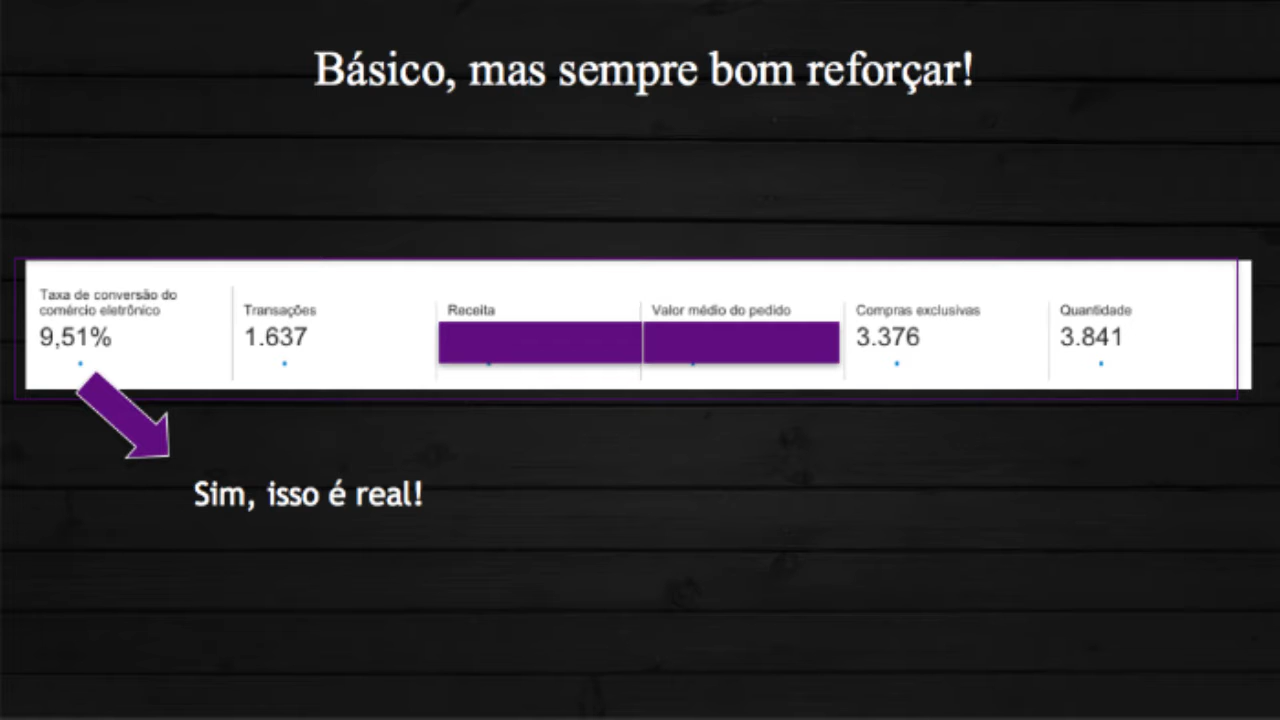 Básico, mas sempre bom reforçar!
Taxa de conversão do
comércio eletrônico
9,51%
Transações
1.637
Receita
Valor médio do pedido
Compras exclusivas
3.376
Quantidade
3.841
Sim, isso é real!